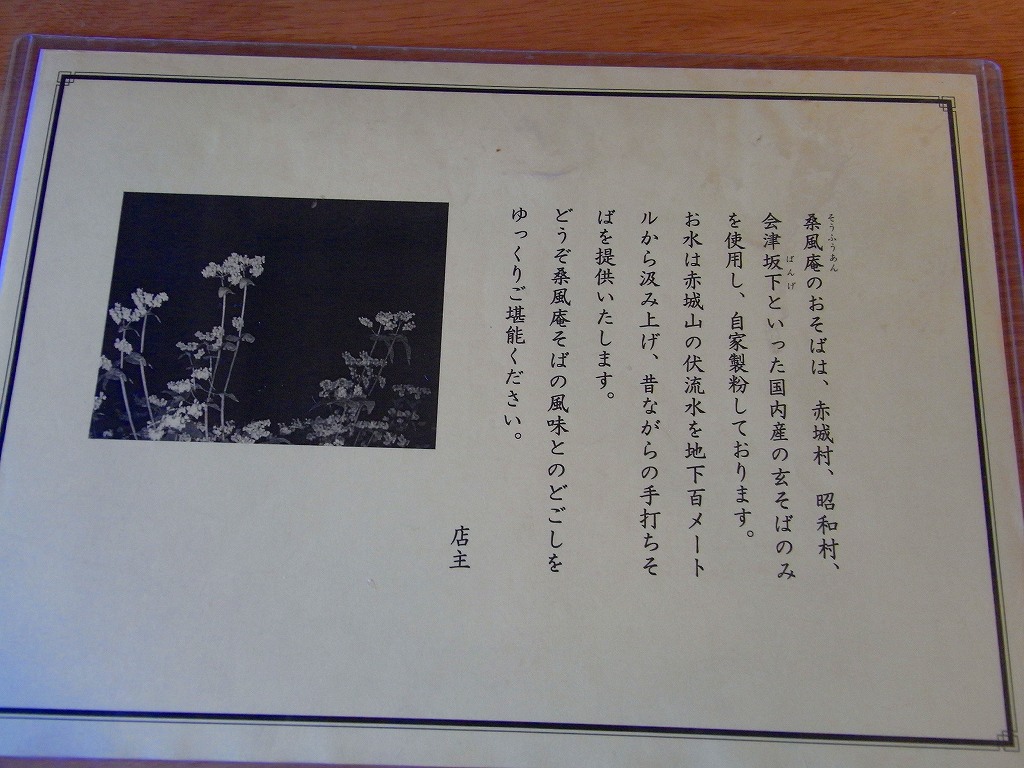 桑風庵のおそばは、赤城村、昭和村、
そうふうあん
会津坂下といった国内産の玄そばのみ
ばんげ
を使用し、自家製粉しております。
お水は赤城山の伏流水を地下百メート
ルから汲み上げ、昔ながらの手打ちそ
ばを提供いたします。
どうぞ桑風庵そばの風味とのどごしを
ゆっくりご堪能ください。
店主